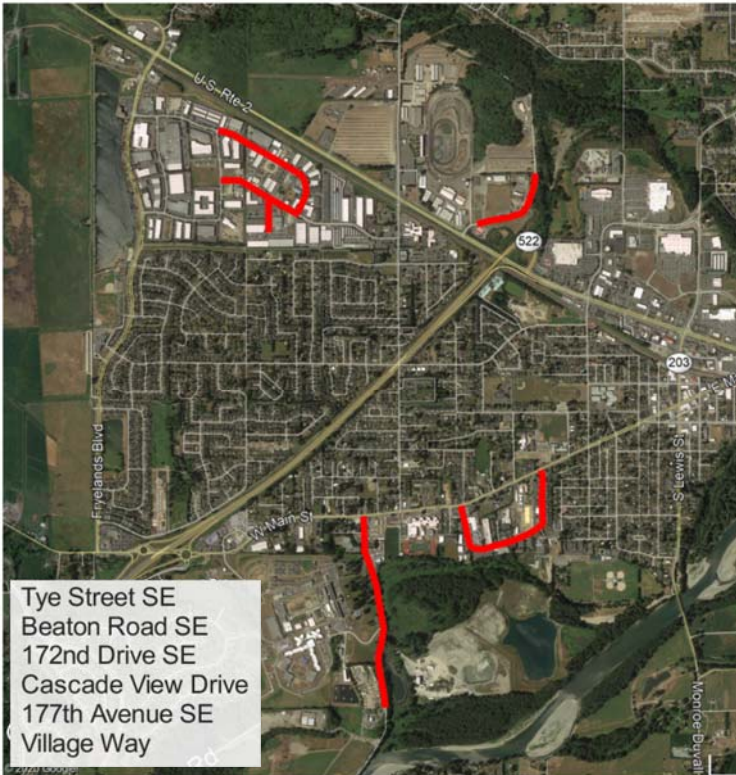 U.S. Rte-2
522
203
Fryelands Blvd
W Main St
S Lewis St
Tye Street SE
Beaton Road SE
172nd Drive SE
Cascade View Drive
177th Avenue SE
Village Way
Monroe-Duvall
Rd
© 2020 Google